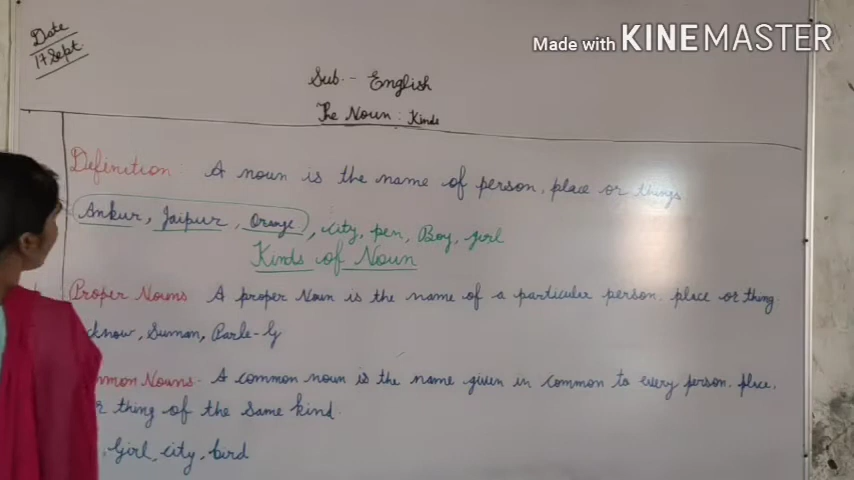 Made with KINEMASTER
Date
17 Sept
Sub. - English
The Noun : Kinds
Definition : A noun is the name of person, place or things.
Ankur, Jaipur, Orange, city, pen, Boy, girl
Kinds of Noun
Proper Nouns A proper Noun is the name of a particular person, place or thing
know, Suman, Parle-G
mmon Nouns - A common noun is the name given in common to every person, place,
thing of the same kind.
Girl, city, bird